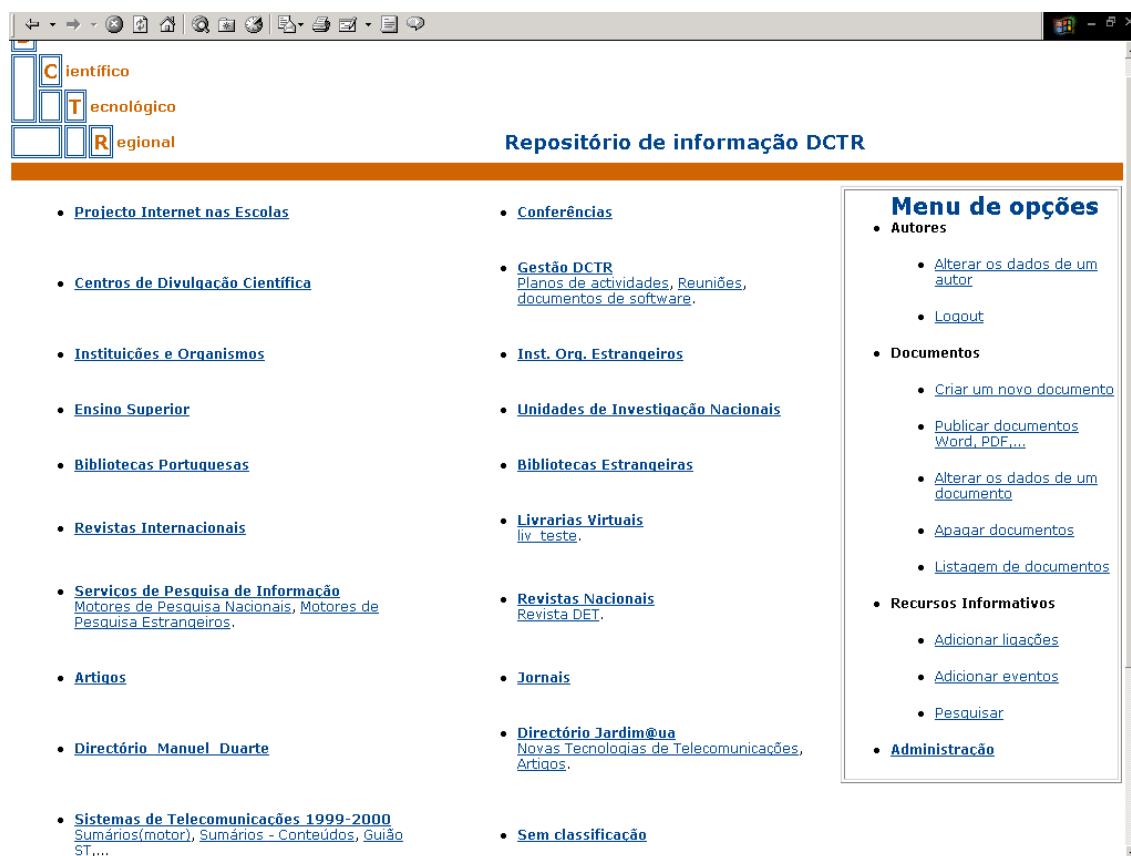 Científico
Tecnológico
Regional
Repositório de informação DCTR
Projecto Internet nas Escolas
Centros de Divulgação Científica
Instituições e Organismos
Ensino Superior
Bibliotecas Portuguesas
Revistas Internacionais
Serviços de Pesquisa de Informação
Motores de Pesquisa Nacionais, Motores de
Pesquisa Estrangeiros.
Artigos
Directório Manuel Duarte
Sistemas de Telecomunicações 1999-2000
Sumários(motor), Sumários - Conteúdos, Guião
ST,...
Conferências
Gestão DCTR
Planos de actividades, Reuniões,
documentos de software.
Inst. Org. Estrangeiros
Unidades de Investigação Nacionais
Bibliotecas Estrangeiras
Livrarias Virtuais
liv_teste.
Revistas Nacionais
Revista DET.
Jornais
Directório Jardim@ua
Novas Tecnologias de Telecomunicações,
Artigos.
Sem classificação
Menu de opções
Autores
Alterar os dados de um
autor
Logout
Documentos
Criar um novo documento
Publicar documentos
Word, PDF,...
Alterar os dados de um
documento
Apagar documentos
Listagem de documentos
Recursos Informativos
Adicionar ligações
Adicionar eventos
Pesquisar
Administração